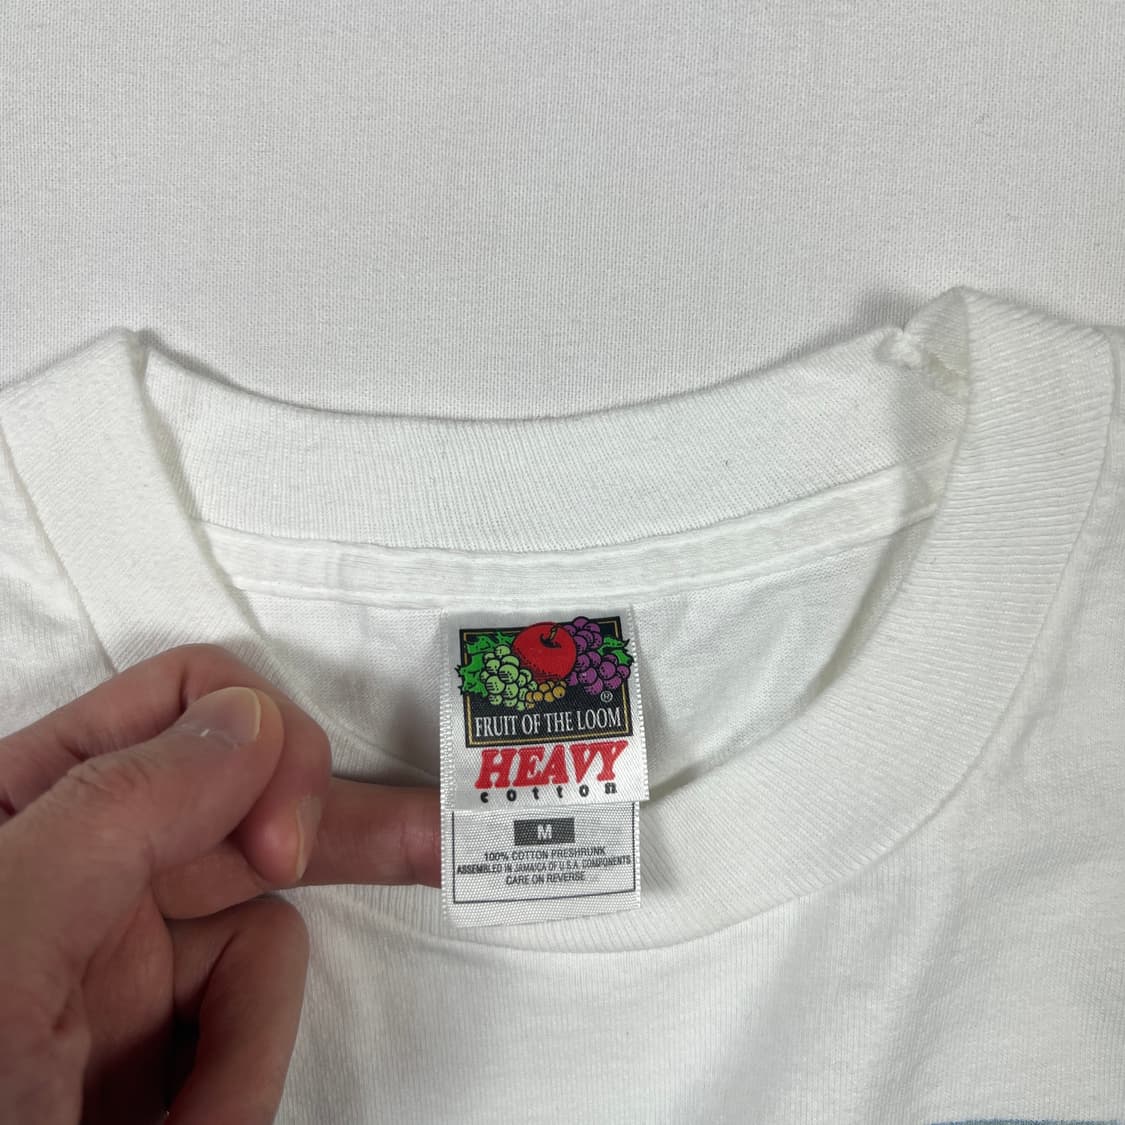 ®
FRUIT OF THE LOOM
HEAVY
cotton
M
100% COTTON PRESHRUNK
ASSEMBLED IN JAMAICA OF U.S.A. COMPONENTS
CARE ON REVERSE